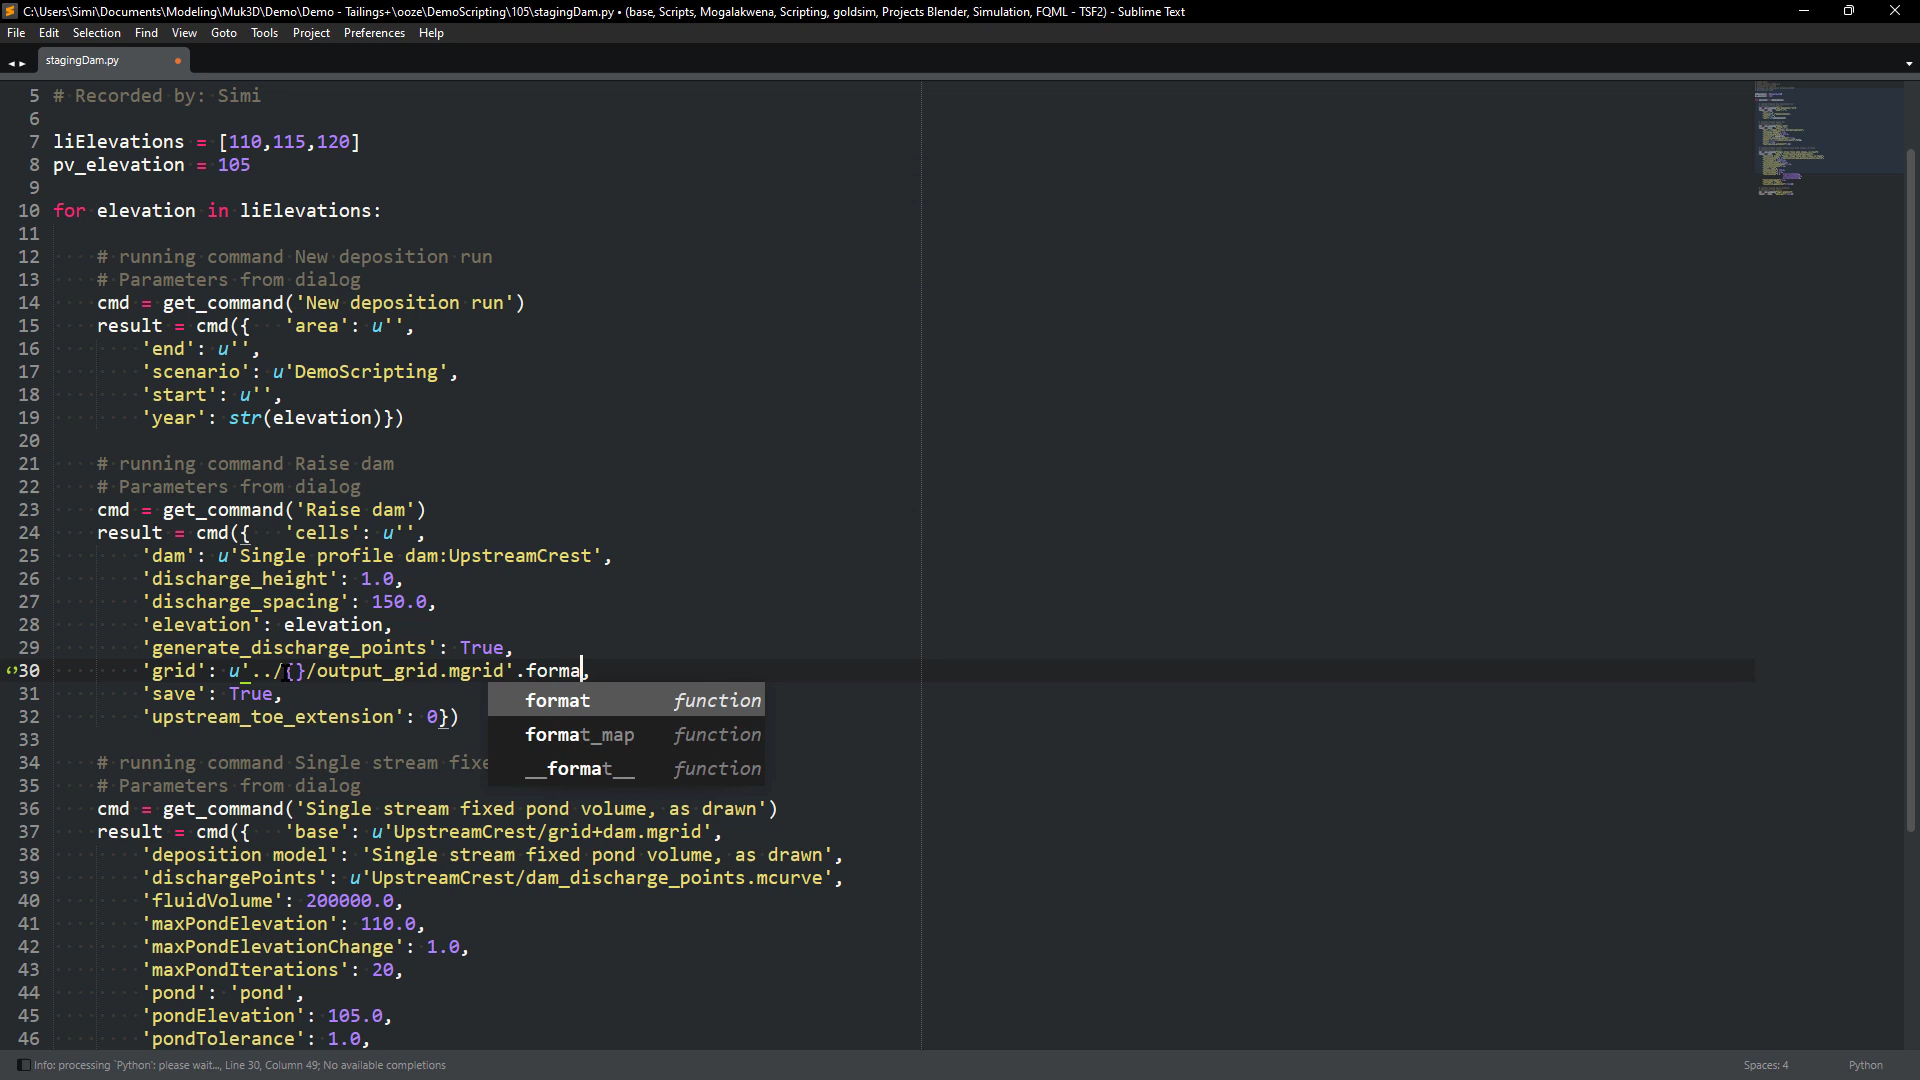 C:\Users\Simi\Documents\Modeling\Muk3D\Demo\Demo - Tailings+\ooze\DemoScripting\105\stagingDam.py • (base, Scripts, Mogalakwena, Scripting, goldsim, Projects Blender, Simulation, FQML - TSF2) - Sublime Text
File Edit Selection Find View Goto Tools Project Preferences Help
stagingDam.py
5 # Recorded by: Simi
6
7 liElevations = [110,115,120]
8 pv_elevation = 105
9
10 for elevation in liElevations:
11
12 # running command New deposition run
13 # Parameters from dialog
14 cmd = get_command('New deposition run')
15 result = cmd({ 'area': u'',
16 'end': u'',
17 'scenario': u'DemoScripting',
18 'start': u'',
19 'year': str(elevation)})
20
21 # running command Raise dam
22 # Parameters from dialog
23 cmd = get_command('Raise dam')
24 result = cmd({ 'cells': u'',
25 'dam': u'Single profile dam:UpstreamCrest',
26 'discharge_height': 1.0,
27 'discharge_spacing': 150.0,
28 'elevation': elevation,
29 'generate_discharge_points': True,
30 'grid': u'../{}/output_grid.mgrid'.forma,
31 'save': True,
format function
32 'upstream_toe_extension': 0})
format_map function
33
34 # running command Single stream fixe
__format__ function
35 # Parameters from dialog
36 cmd = get_command('Single stream fixed pond volume, as drawn')
37 result = cmd({ 'base': u'UpstreamCrest/grid+dam.mgrid',
38 'deposition model': 'Single stream fixed pond volume, as drawn',
39 'dischargePoints': u'UpstreamCrest/dam_discharge_points.mcurve',
40 'fluidVolume': 200000.0,
41 'maxPondElevation': 110.0,
42 'maxPondElevationChange': 1.0,
43 'maxPondIterations': 20,
44 'pond': 'pond',
45 'pondElevation': 105.0,
46 'pondTolerance': 1.0,
Info: processing `Python`: please wait..., Line 30, Column 49; No available completions
Spaces: 4
Python